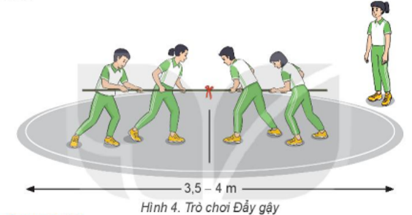 3,5 – 4 m
Hình 4. Trò chơi Đẩy gậy